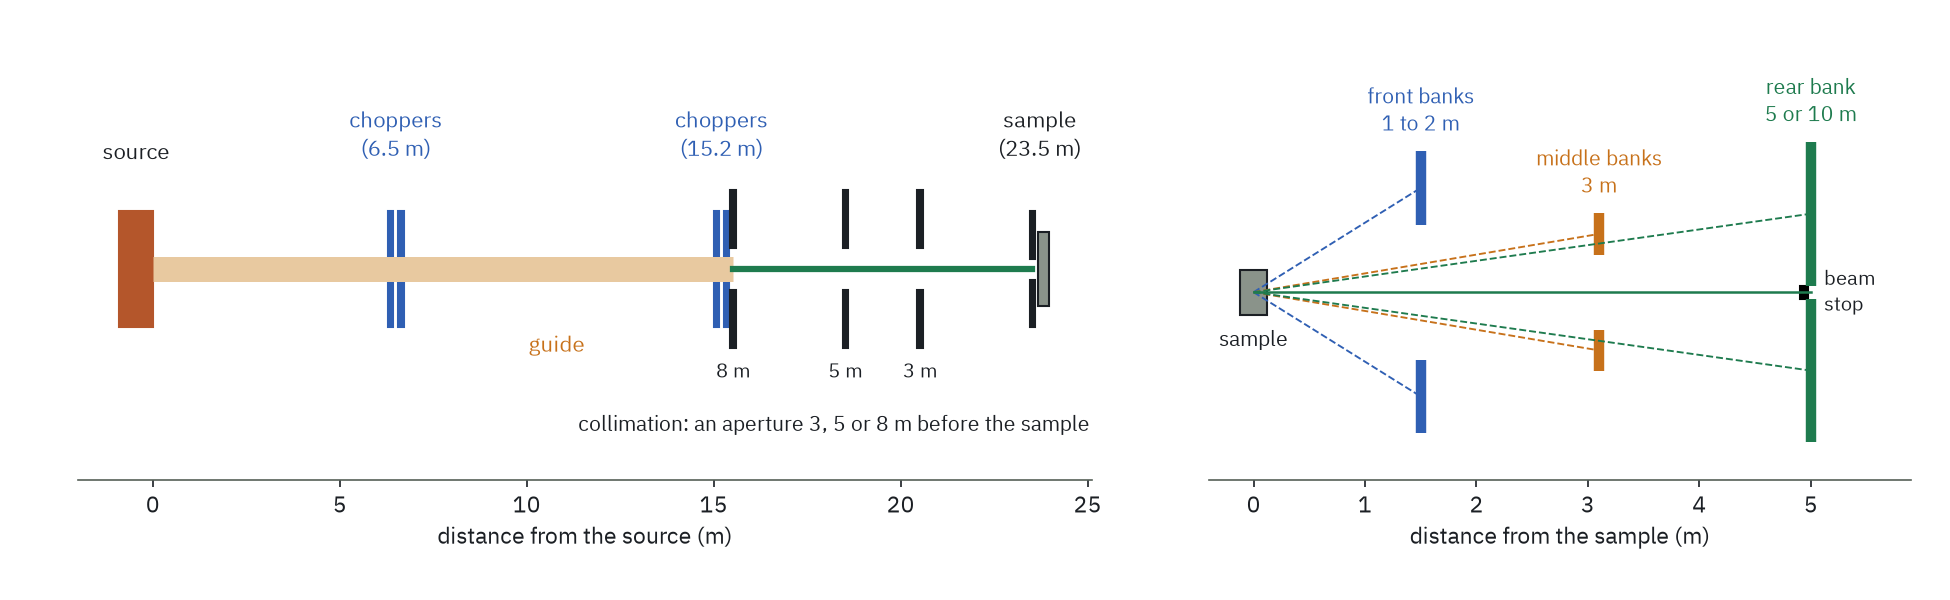 source
choppers
(6.5 m)
choppers
(15.2 m)
sample
(23.5 m)
guide
8 m
5 m
3 m
collimation: an aperture 3, 5 or 8 m before the sample
0
5
10
15
20
25
distance from the source (m)
front banks
1 to 2 m
middle banks
3 m
rear bank
5 or 10 m
beam
stop
sample
0
1
2
3
4
5
distance from the sample (m)